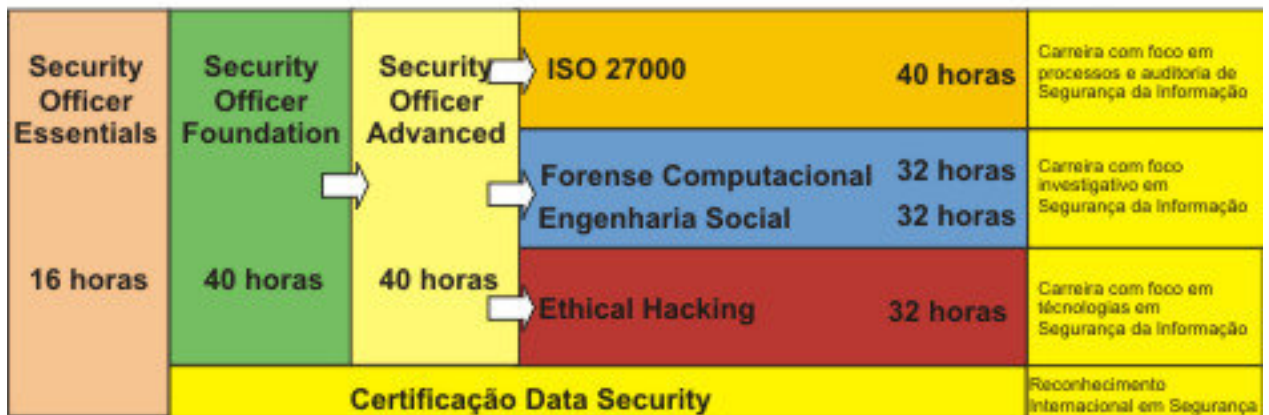 Security
Officer
Essentials
16 horas
Security
Officer
Foundation
40 horas
Security
Officer
Advanced
40 horas
ISO 27000 40 horas
Carreira com foco em
processos e auditoria de
Segurança da Informação
Forense Computacional 32 horas
Engenharia Social 32 horas
Carreira com foco
investigativo em
Segurança da Informação
Ethical Hacking 32 horas
Carreira com foco em
técnologias em
Segurança da Informação
Certificação Data Security
Reconhecimento
Internacional em Segurança